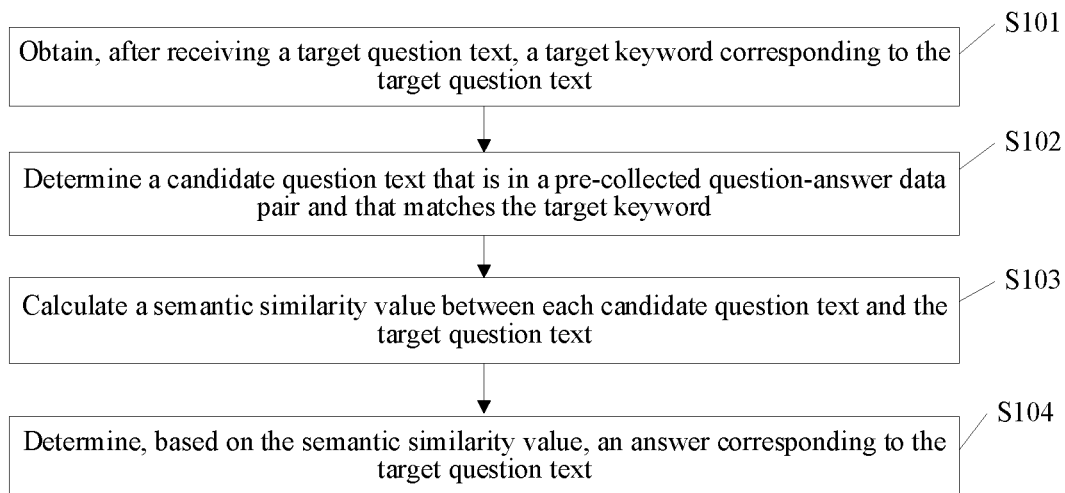 S101
Obtain, after receiving a target question text, a target keyword corresponding to the
target question text
S102
Determine a candidate question text that is in a pre-collected question-answer data
pair and that matches the target keyword
S103
Calculate a semantic similarity value between each candidate question text and the
target question text
S104
Determine, based on the semantic similarity value, an answer corresponding to the
target question text